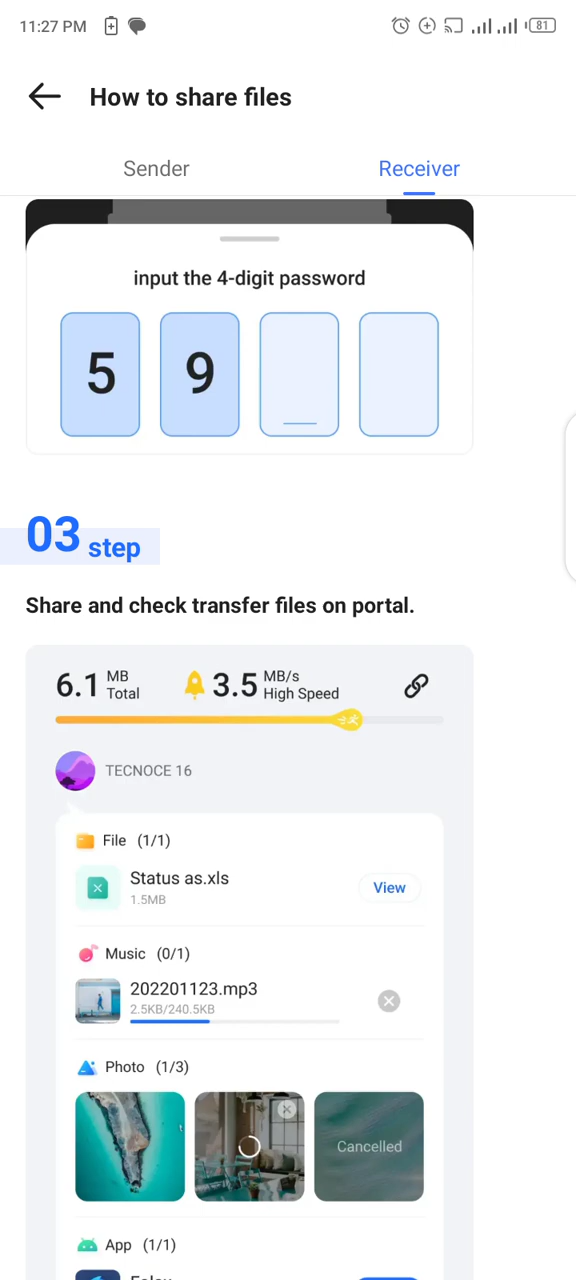 11:27 PM
81
How to share files
Sender
Receiver
input the 4-digit password
5 9
03 step
Share and check transfer files on portal.
6.1 MB Total
3.5 MB/s High Speed
TECNOCE 16
File (1/1)
Status as.xls
1.5MB
View
Music (0/1)
202201123.mp3
2.5KB/240.5KB
Photo (1/3)
Cancelled
App (1/1)